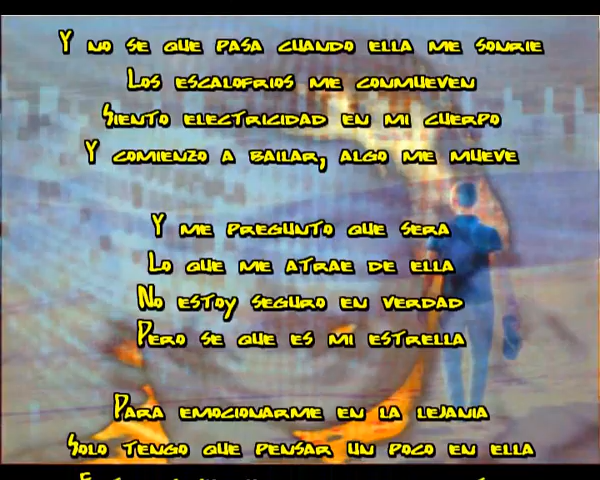 Y no se que pasa cuando ella me sonrie
Los escalofrios me conmueven
Siento electricidad en mi cuerpo
Y comienzo a bailar, algo me mueve
Y me pregunto que sera
Lo que me atrae de ella
No estoy seguro en verdad
Pero se que es mi estrella
Para emocionarme en la lejania
Solo tengo que pensar un poco en ella